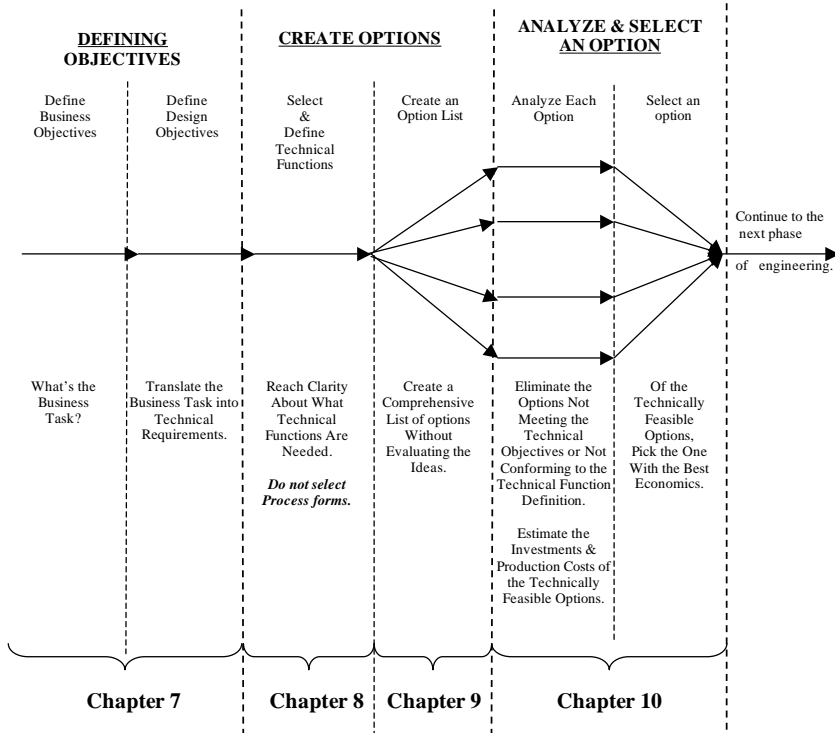 DEFINING
OBJECTIVES
CREATE OPTIONS
ANALYZE & SELECT
AN OPTION
Define
Business
Objectives
Define
Design
Objectives
Select
&
Define
Technical
Functions
Create an
Option List
Analyze Each
Option
Select an
option
Continue to the
next phase
of engineering.
What's the
Business
Task?
Translate the
Business Task into
Technical
Requirements.
Reach Clarity
About What
Technical
Functions Are
Needed.
Do not select
Process forms.
Create a
Comprehensive
List of options
Without
Evaluating the
Ideas.
Eliminate the
Options Not
Meeting the
Technical
Objectives or Not
Conforming to the
Technical Function
Definition.
Estimate the
Investments &
Production Costs of
the Technically
Feasible Options.
Of the
Technically
Feasible
Options,
Pick the One
With the Best
Economics.
Chapter 7
Chapter 8
Chapter 9
Chapter 10